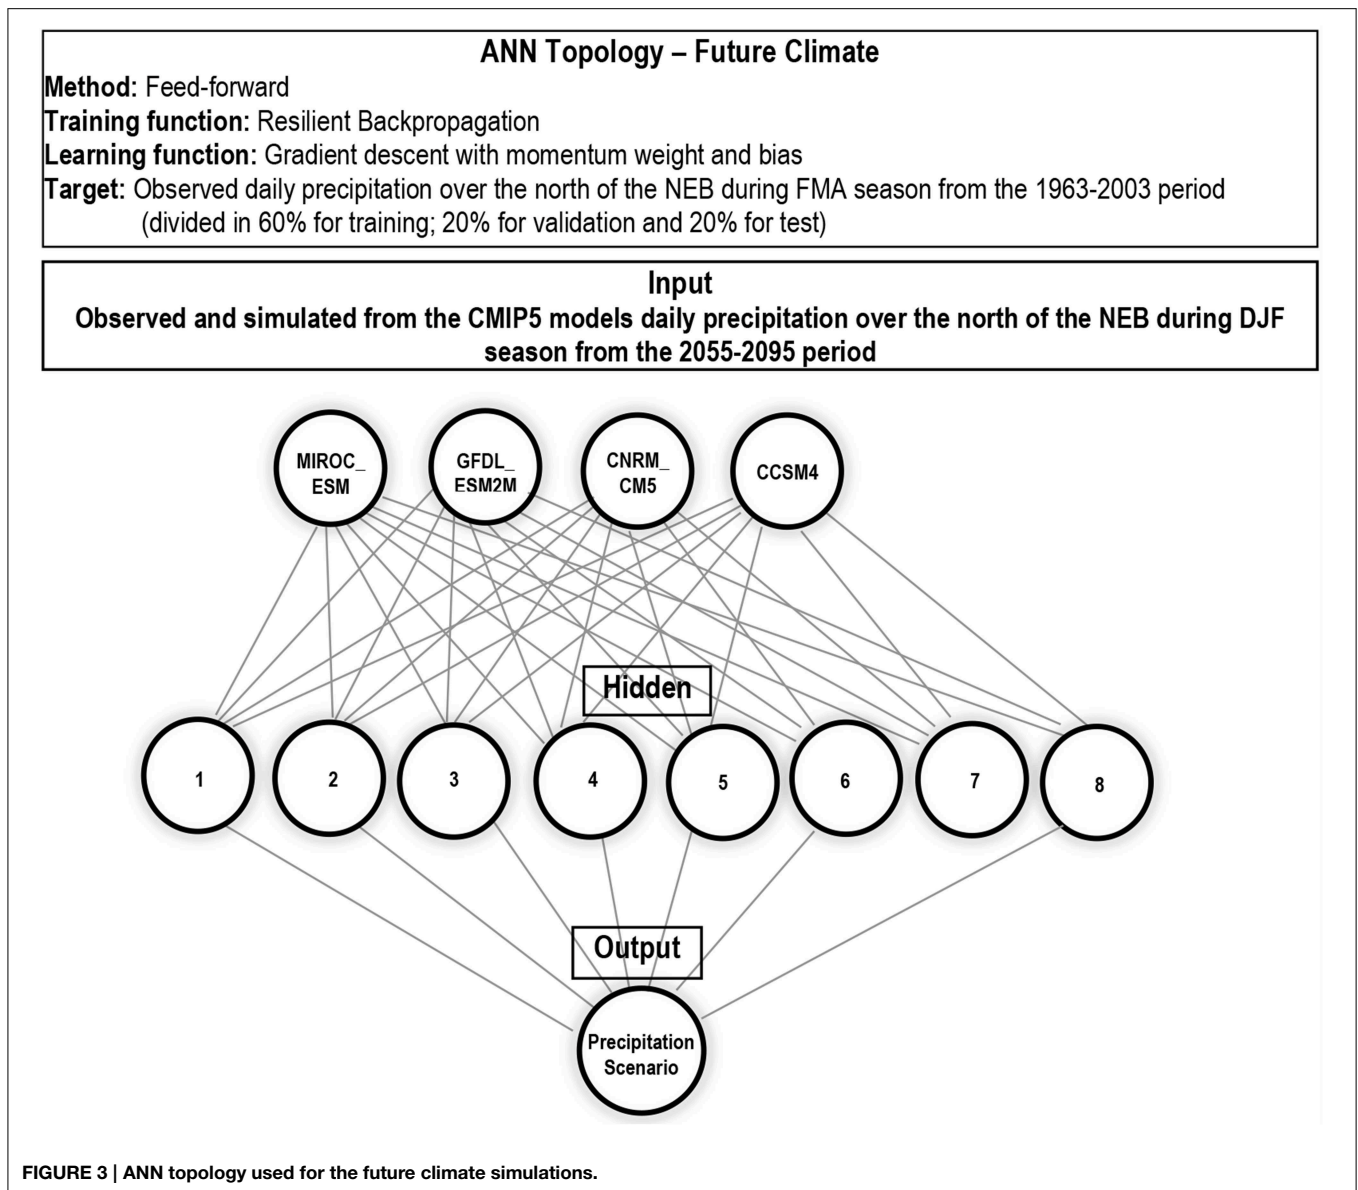 ANN Topology – Future Climate
Method: Feed-forward
Training function: Resilient Backpropagation
Learning function: Gradient descent with momentum weight and bias
Target: Observed daily precipitation over the north of the NEB during FMA season from the 1963-2003 period
(divided in 60% for training; 20% for validation and 20% for test)
Input
Observed and simulated from the CMIP5 models daily precipitation over the north of the NEB during DJF
season from the 2055-2095 period
MIROC_
ESM
GFDL_
ESM2M
CNRM_
CM5
CCSM4
Hidden
1
2
3
4
5
6
7
8
Output
Precipitation
Scenario
FIGURE 3 | ANN topology used for the future climate simulations.